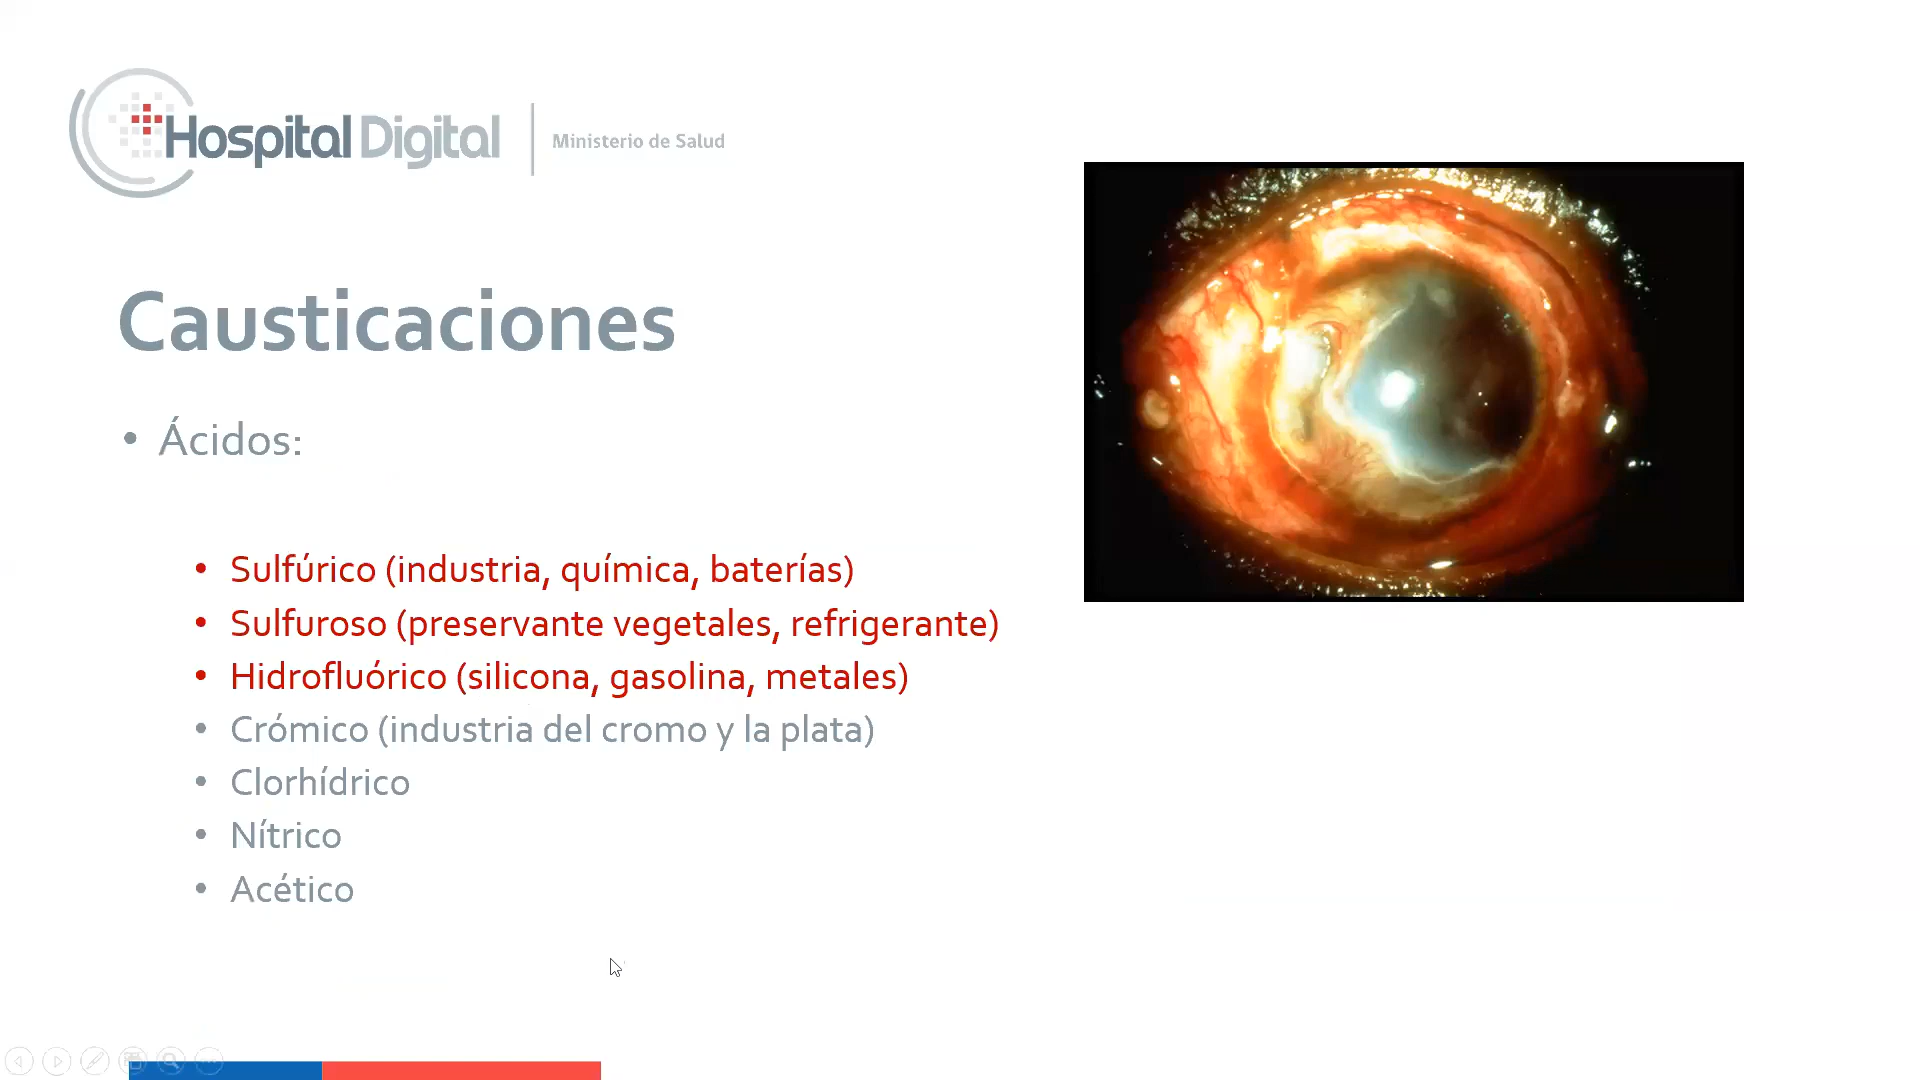 Hospital Digital
Ministerio de Salud
Causticaciones
• Ácidos:
• Sulfúrico (industria, química, baterías)
• Sulfuroso (preservante vegetales, refrigerante)
• Hidrofluórico (silicona, gasolina, metales)
• Crómico (industria del cromo y la plata)
• Clorhídrico
• Nítrico
• Acético